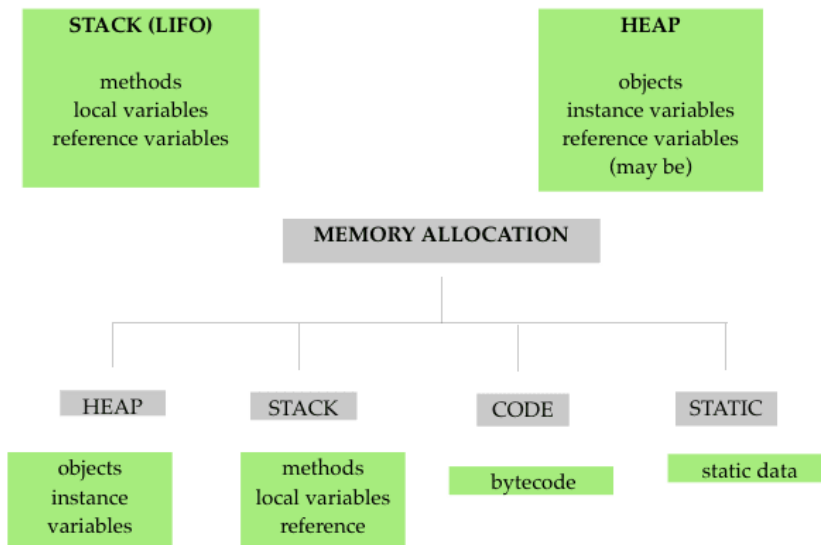 STACK (LIFO)
methods
local variables
reference variables
HEAP
objects
instance variables
reference variables
(may be)
MEMORY ALLOCATION
HEAP
STACK
CODE
STATIC
objects
instance
variables
methods
local variables
reference
bytecode
static data